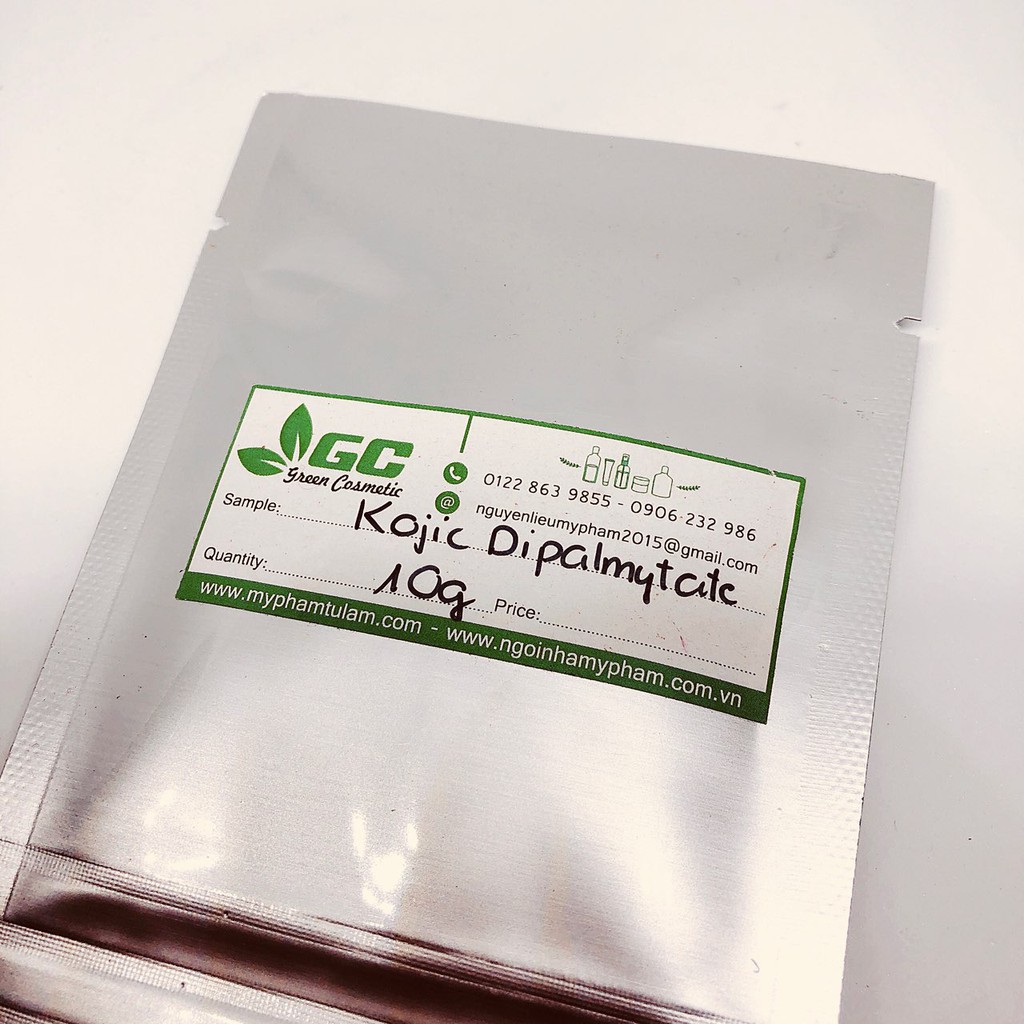 GC
Green Cosmetic
0122 863 9855 - 0906 232 986
@ nguyenlieumypham2015@gmail.com
Sample: Kojic Dipalmytate
Quantity: 10g Price:
www.myphamtulam.com - www.ngoinhamypham.com.vn